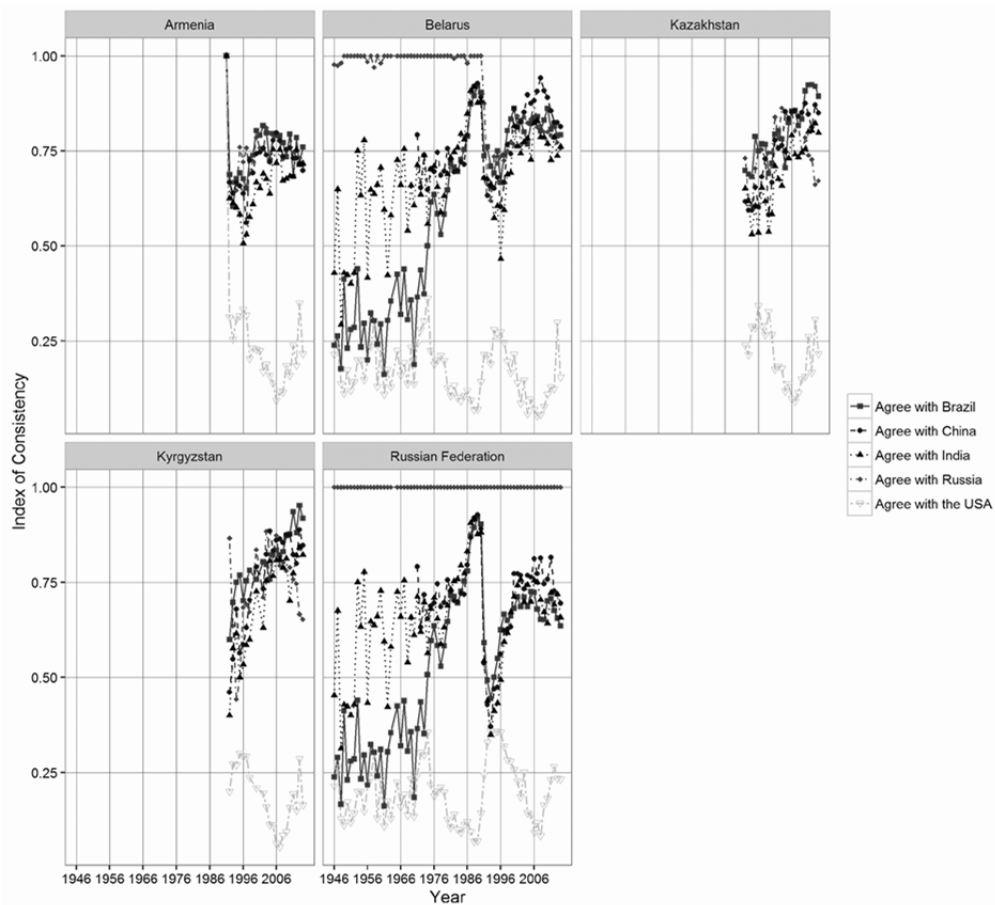 Armenia
Belarus
Kazakhstan
1.00
0.75
0.50
0.25
Kyrgyzstan
Russian Federation
1.00
0.75
0.50
0.25
Index of Consistency
1946 1956 1966 1976 1986 1996 2006
1946 1956 1966 1976 1986 1996 2006
Year
Agree with Brazil
Agree with China
Agree with India
Agree with Russia
Agree with the USA